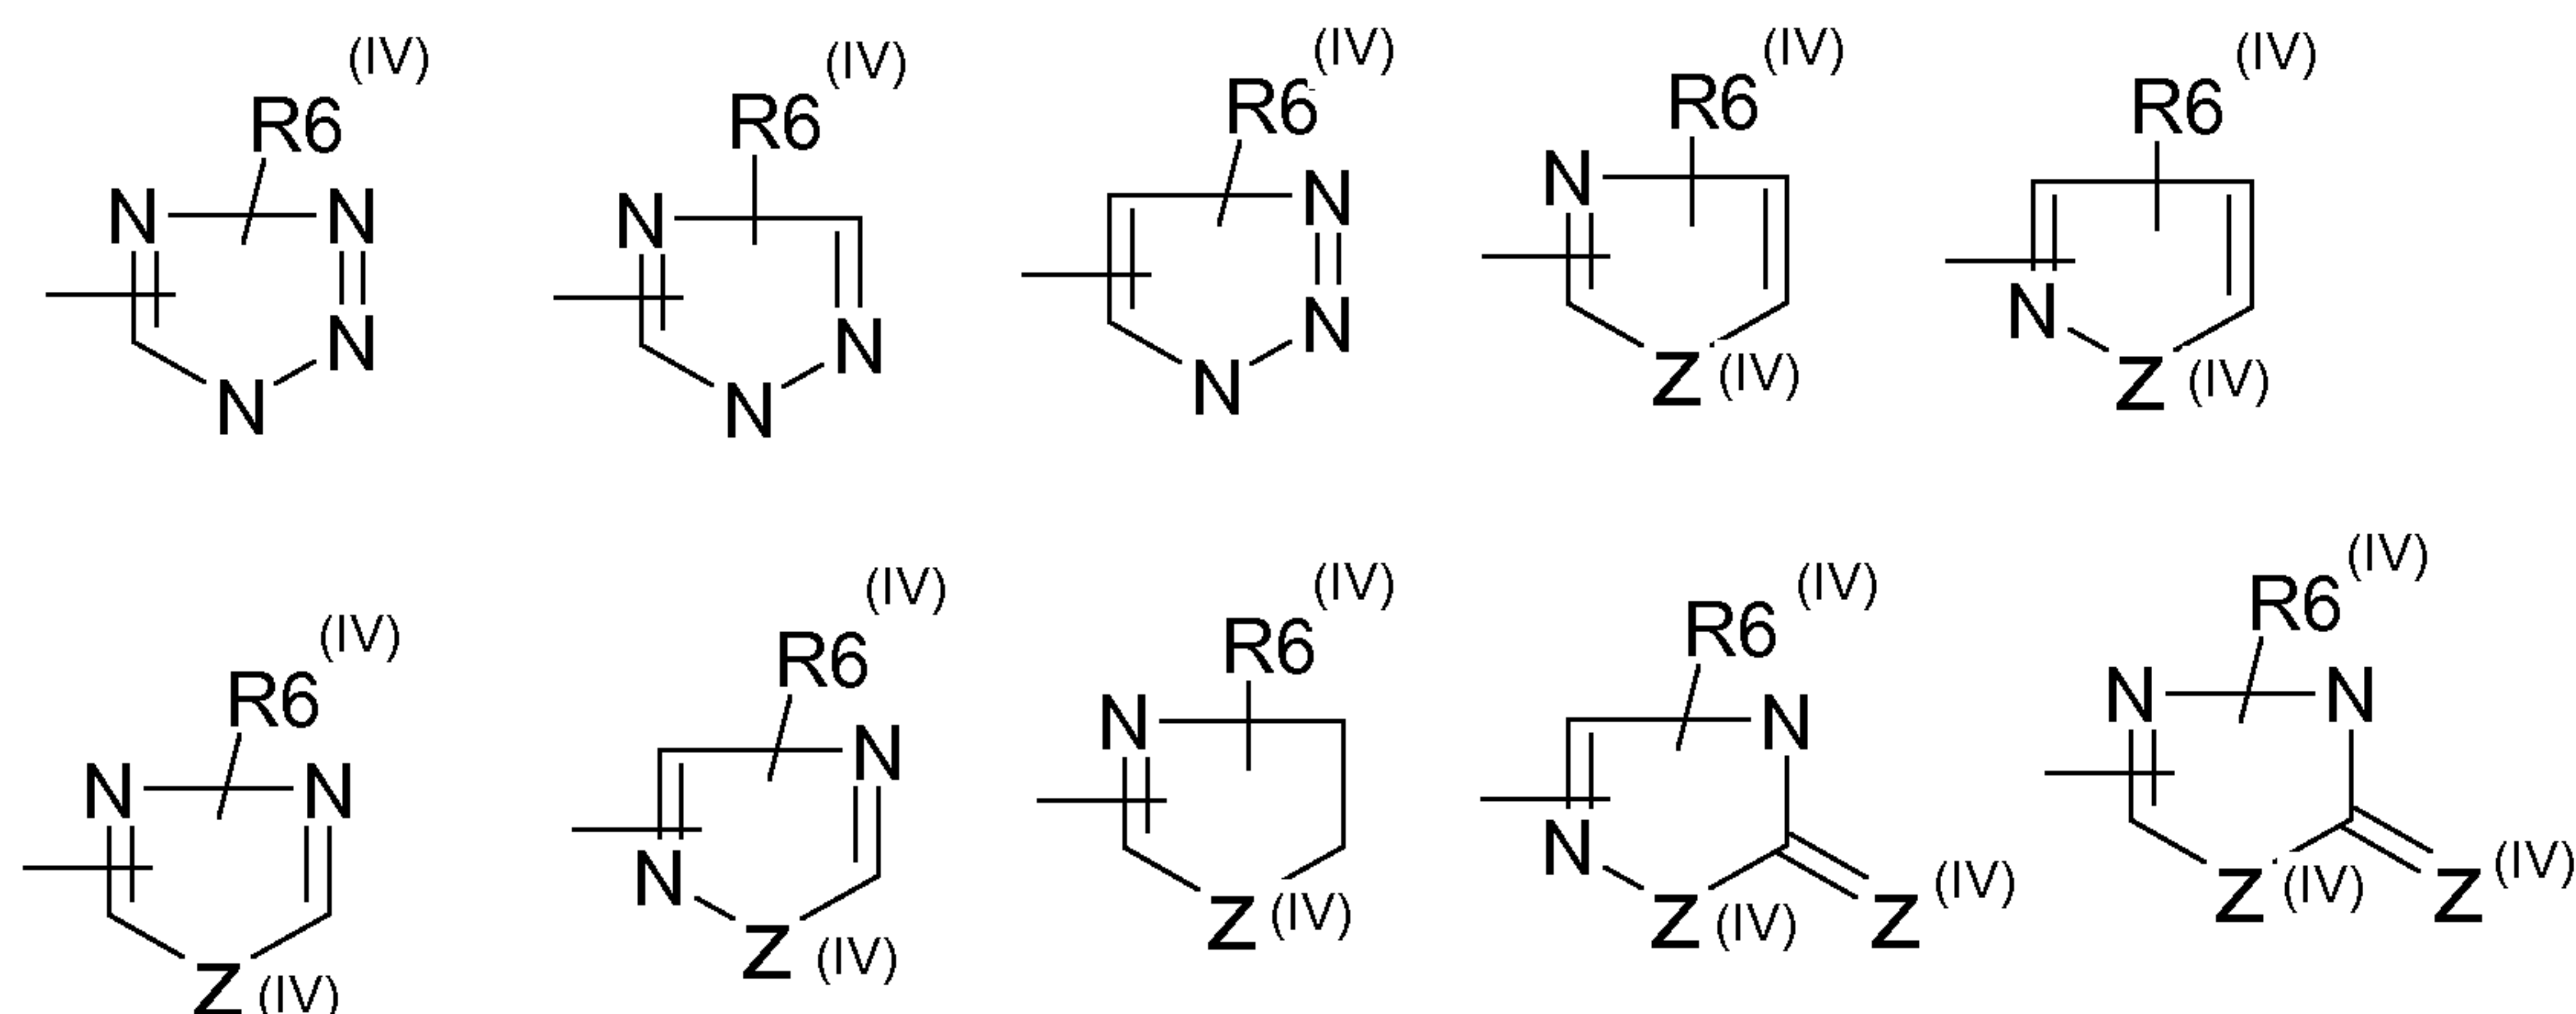 (IV) (IV) (IV) (IV) (IV)
R6 R6 R6 R6 R6
N N N N N
N N N N
N N N Z (IV) Z (IV)
(IV) (IV) (IV) (IV) (IV)
R6 R6 R6 R6 R6
N N N N N N N
N N
Z (IV) Z (IV) Z (IV) Z (IV) Z (IV) Z (IV) Z (IV)